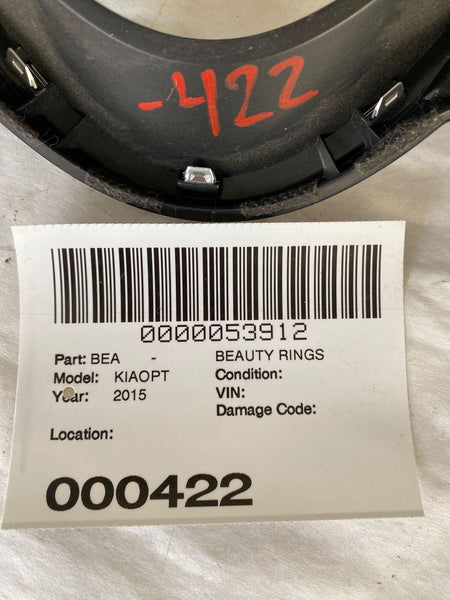 -422
0000053912
Part: BEA - BEAUTY RINGS
Model: KIAOPT Condition:
Year: 2015 VIN:
Damage Code:
Location:
000422